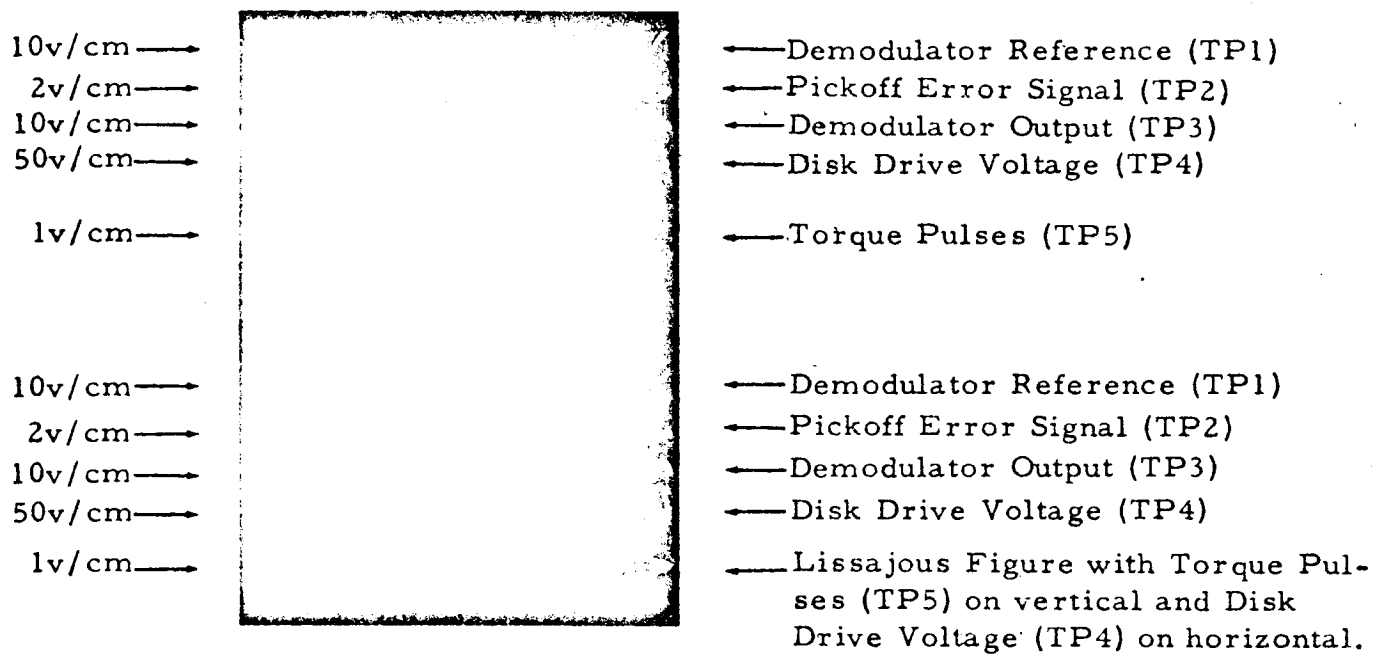 10v/cm Demodulator Reference (TP1)
2v/cm Pickoff Error Signal (TP2)
10v/cm Demodulator Output (TP3)
50v/cm Disk Drive Voltage (TP4)
1v/cm Torque Pulses (TP5)
10v/cm Demodulator Reference (TP1)
2v/cm Pickoff Error Signal (TP2)
10v/cm Demodulator Output (TP3)
50v/cm Disk Drive Voltage (TP4)
1v/cm Lissajous Figure with Torque Pul-
ses (TP5) on vertical and Disk
Drive Voltage (TP4) on horizontal.